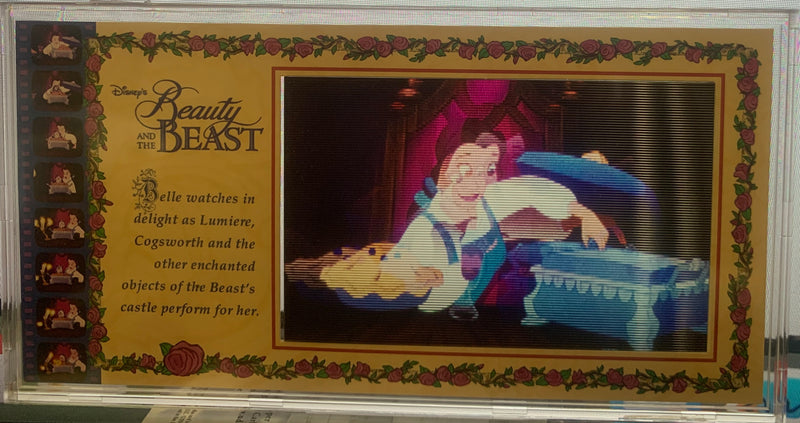 Disney's
Beauty
AND THE BEAST
Belle watches in
delight as Lumiere,
Cogsworth and the
other enchanted
objects of the Beast's
castle perform for her.